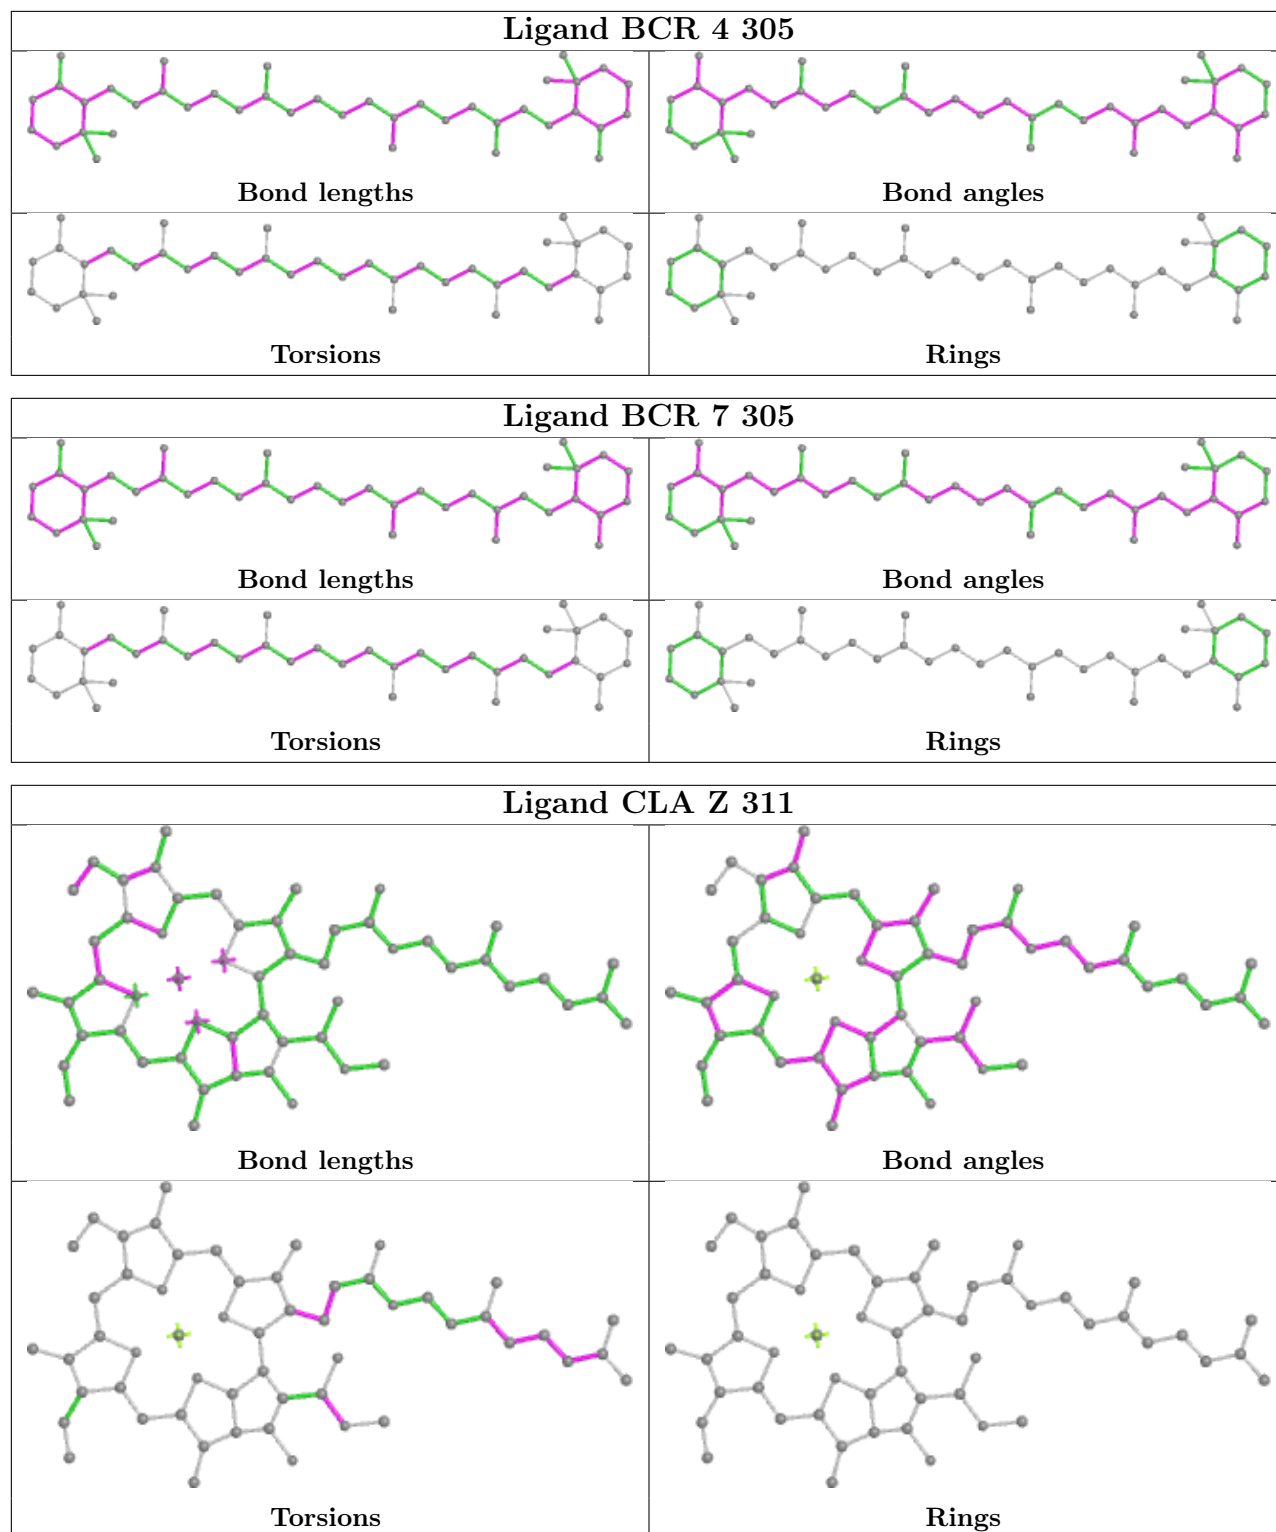 Ligand BCR 4 305
Bond lengths
Bond angles
Torsions
Rings
Ligand BCR 7 305
Bond lengths
Bond angles
Torsions
Rings
Ligand CLA Z 311
Bond lengths
Bond angles
Torsions
Rings